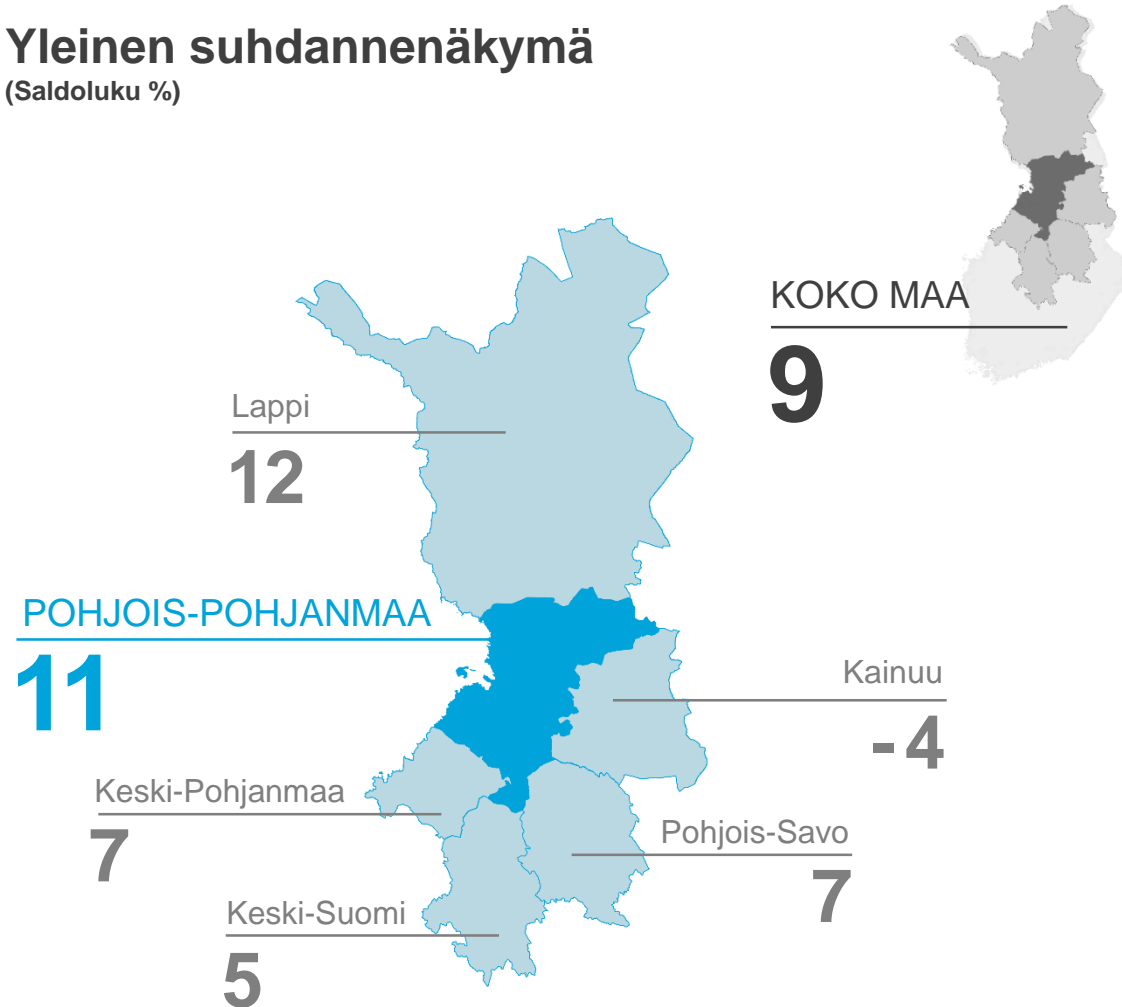 Yleinen suhdannenäkymä
(Saldoluku %)
KOKO MAA
9
Lappi
12
POHJOIS-POHJANMAA
11
Kainuu
- 4
Keski-Pohjanmaa
7
Pohjois-Savo
7
Keski-Suomi
5